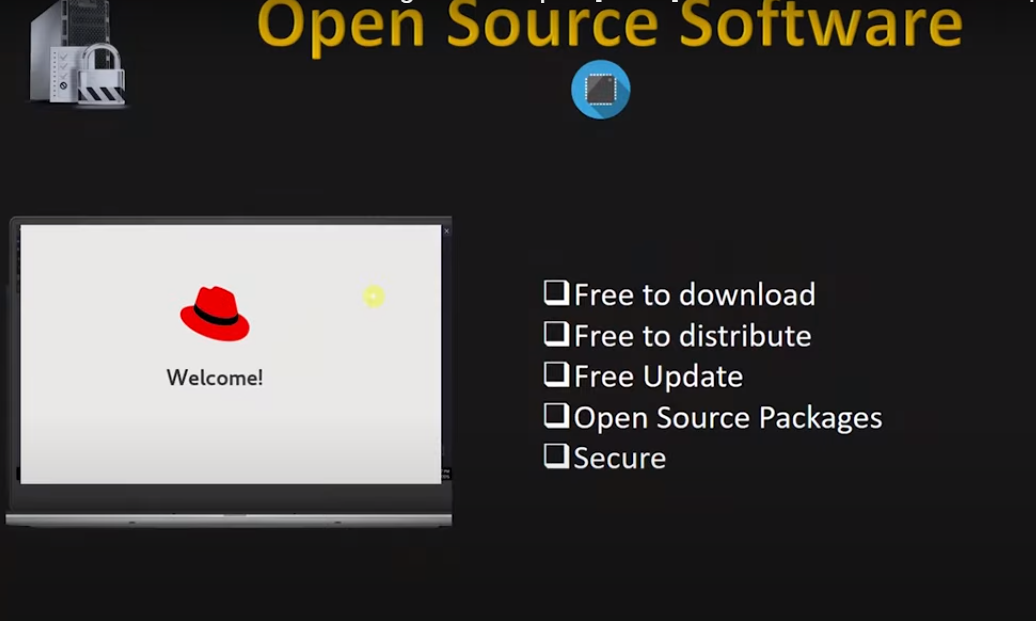 Open Source Software
Welcome!
Free to download
Free to distribute
Free Update
Open Source Packages
Secure